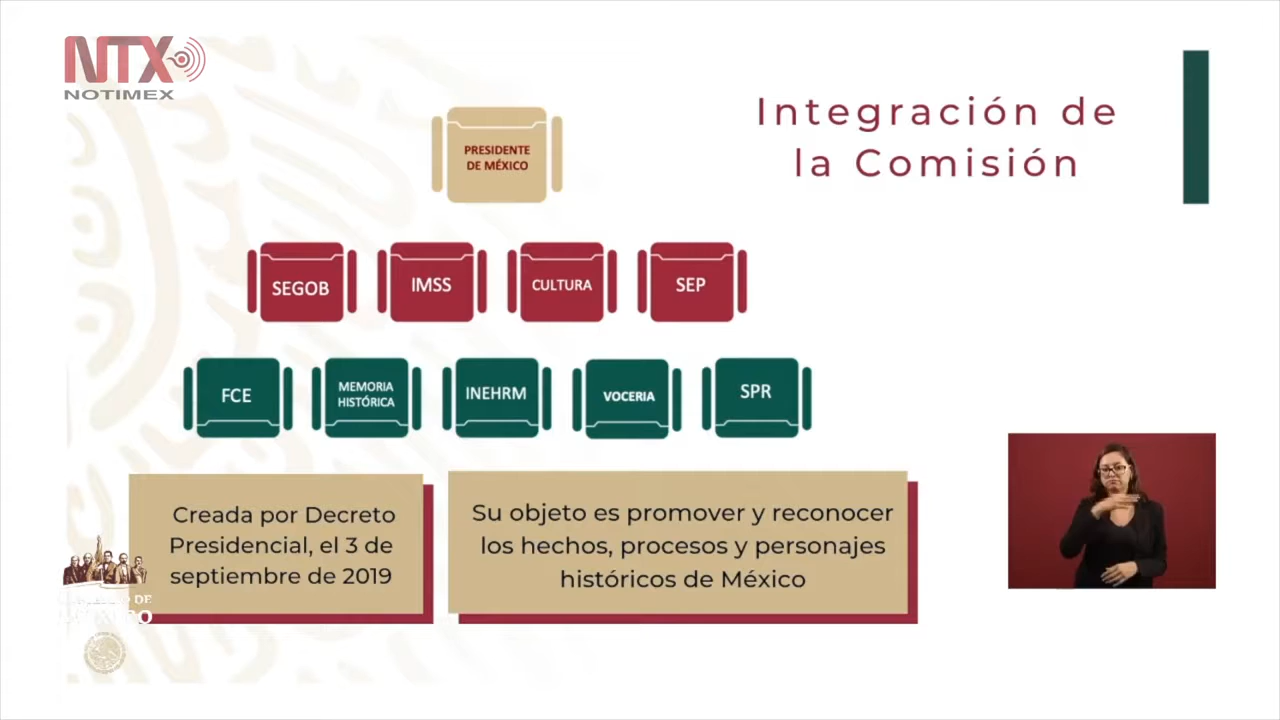 NTX
NOTIMEX
Integración de
la Comisión
PRESIDENTE
DE MÉXICO
SEGOB
IMSS
CULTURA
SEP
FCE
MEMORIA
HISTÓRICA
INEHRM
VOCERIA
SPR
Creada por Decreto
Presidencial, el 3 de
septiembre de 2019
Su objeto es promover y reconocer
los hechos, procesos y personajes
históricos de México